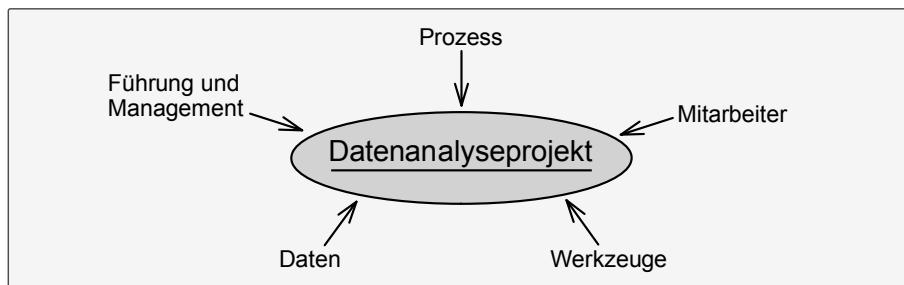 Prozess
Führung und
Management
Mitarbeiter
Datenanalyseprojekt
Daten
Werkzeuge